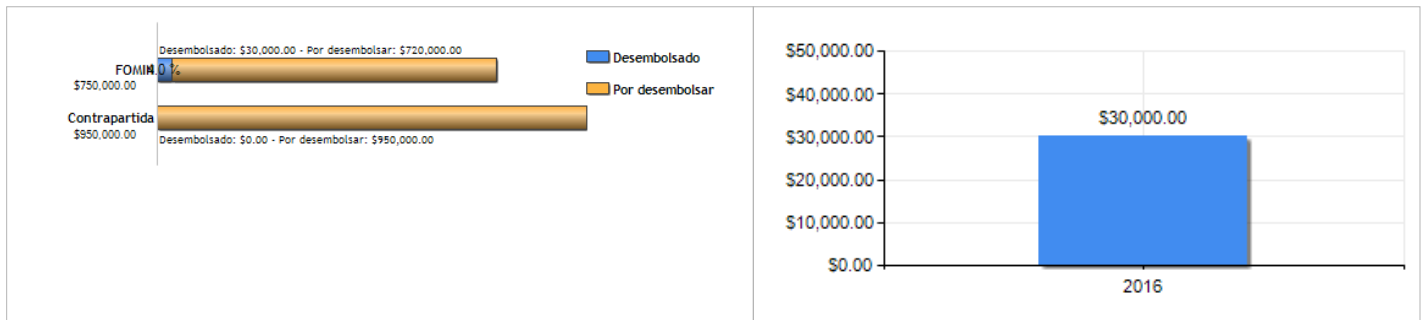 Desembolsado: $30,000.00 - Por desembolsar: $720,000.00
FOMIN 4.0 %
$750,000.00
Contrapartida
$950,000.00
Desembolsado: $0.00 - Por desembolsar: $950,000.00
Desembolsado
Por desembolsar
$50,000.00
$40,000.00
$30,000.00
$30,000.00
$20,000.00
$10,000.00
$0.00
2016